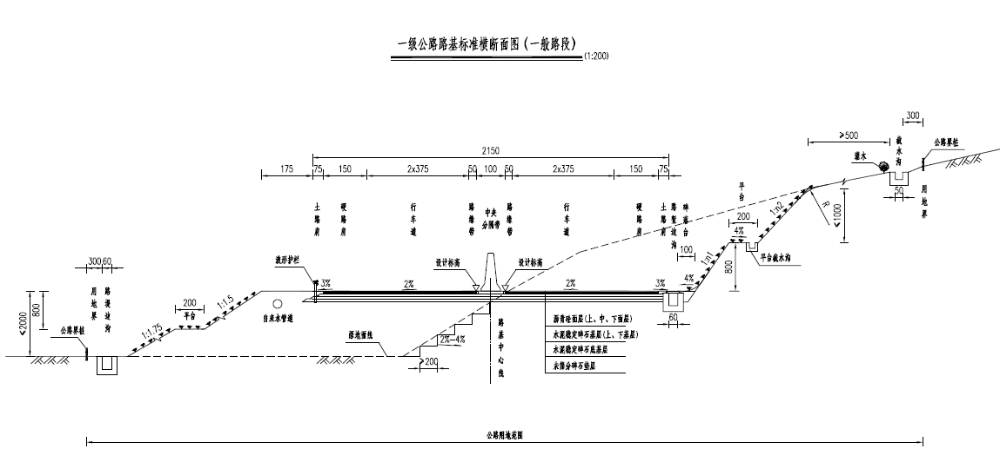 一级公路路基标准横断面图（一般路段）
(1:200)
300
≥500
截水沟
公路界桩
灌木
2150
175
75
150
2x375
50
100
50
2x375
150
75
50
用地界
土路肩
硬路肩
行车道
路缘带
中央
分隔带
路缘带
行车道
硬路肩
土路肩
路堑边沟
碎落台
平台
200
1:n2
R
≤1000
4%
平台截水沟
100
1:n1
800
4%
300
60
用地界
路堤边沟
波形护栏
设计标高
设计标高
3%
2%
2%
3%
60
≤2000
800
200
平台
1:1.5
1:1.75
自来水管道
公路界桩
原地面线
2%-4%
≥200
路基中心线
沥青砼面层(上、中、下面层)
水泥稳定碎石基层(上、下基层)
水泥稳定碎石底基层
未筛分碎石垫层
公路用地范围